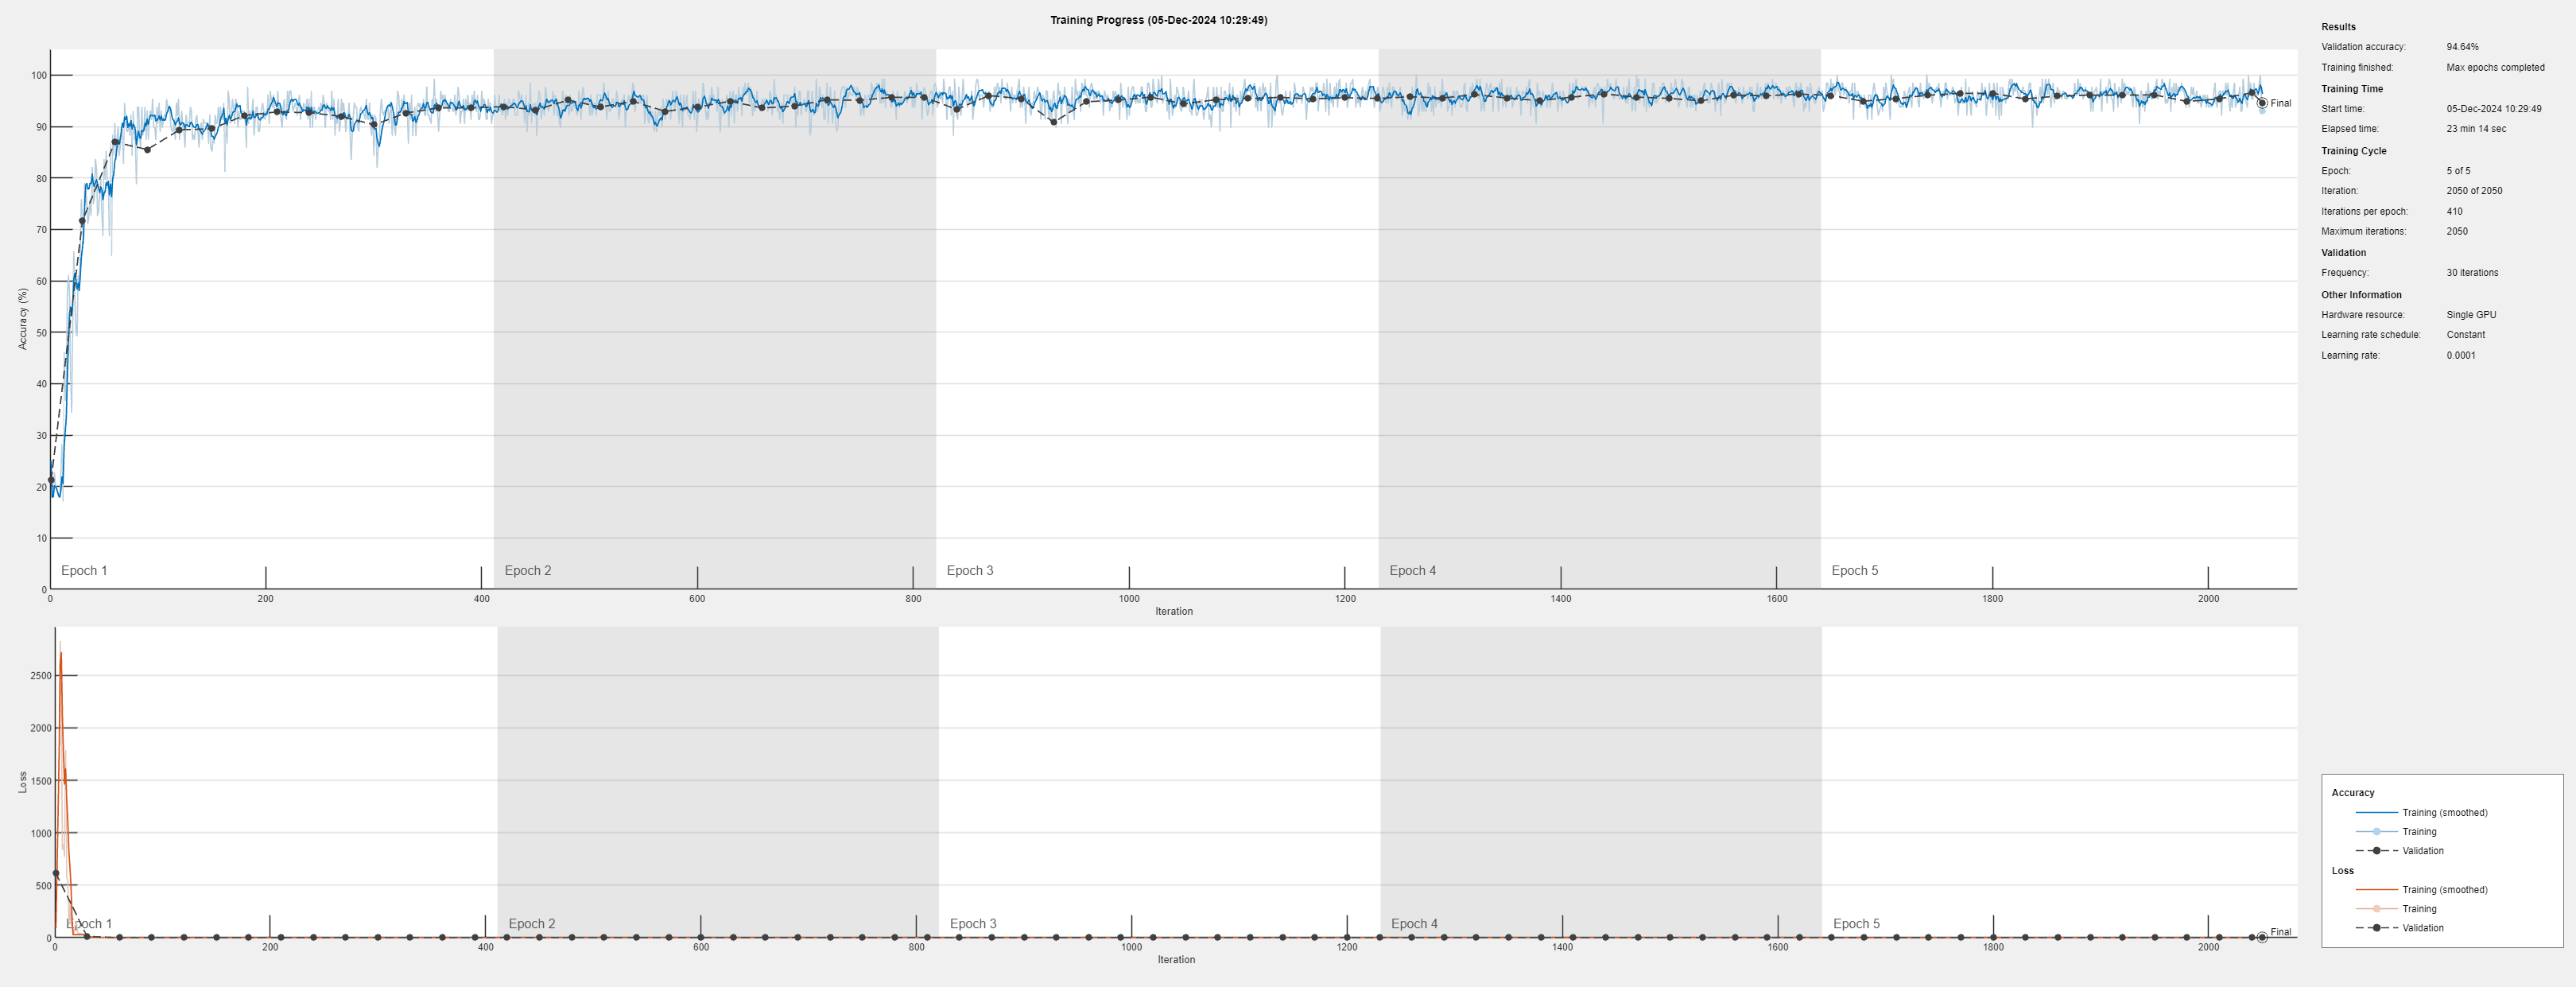 Training Progress (05-Dec-2024 10:29:49)
100
90
80
70
60
50
40
30
20
10
0
Accuracy (%)
Epoch 1
Epoch 2
Epoch 3
Epoch 4
Epoch 5
Final
0
200
400
600
800
1000
1200
1400
1600
1800
2000
Iteration
2500
2000
1500
1000
500
0
Loss
Epoch 1
Epoch 2
Epoch 3
Epoch 4
Epoch 5
Final
0
200
400
600
800
1000
1200
1400
1600
1800
2000
Iteration
Results
Validation accuracy: 94.64%
Training finished: Max epochs completed
Training Time
Start time: 05-Dec-2024 10:29:49
Elapsed time: 23 min 14 sec
Training Cycle
Epoch: 5 of 5
Iteration: 2050 of 2050
Iterations per epoch: 410
Maximum iterations: 2050
Validation
Frequency: 30 iterations
Other Information
Hardware resource: Single GPU
Learning rate schedule: Constant
Learning rate: 0.0001
Accuracy
Training (smoothed)
Training
Validation
Loss
Training (smoothed)
Training
Validation